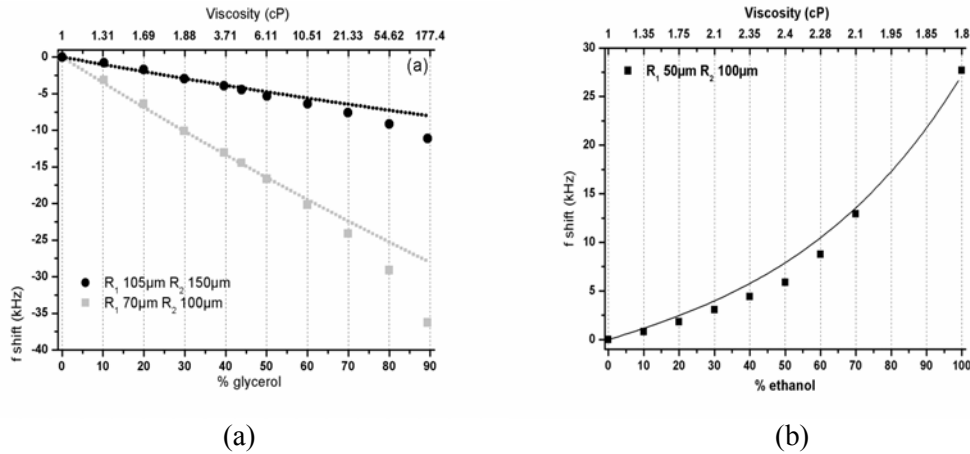 Viscosity (cP)
1 1.31 1.69 1.88 3.71 6.11 10.51 21.33 54.62 177.4
(a)
0
-5
-10
-15
-20
-25
-30
-35
-40
f shift (kHz)
R1 105µm R2 150µm
R1 70µm R2 100µm
0 10 20 30 40 50 60 70 80 90
% glycerol
(a)
Viscosity (cP)
1 1.35 1.75 2.1 2.35 2.4 2.28 2.1 1.95 1.85 1.8
30
25
20
15
10
5
0
f shift (kHz)
R1 50µm R2 100µm
0 10 20 30 40 50 60 70 80 90 100
% ethanol
(b)